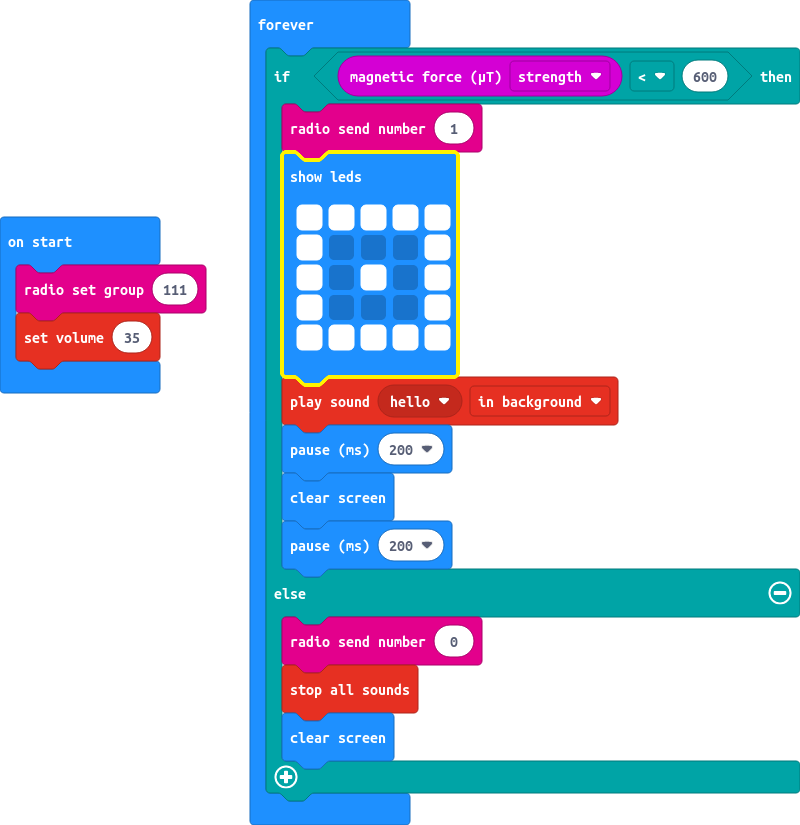 on start
radio set group 111
set volume 35
forever
if magnetic force (µT) strength < 600 then
radio send number 1
show leds
play sound hello in background
pause (ms) 200
clear screen
pause (ms) 200
else
radio send number 0
stop all sounds
clear screen